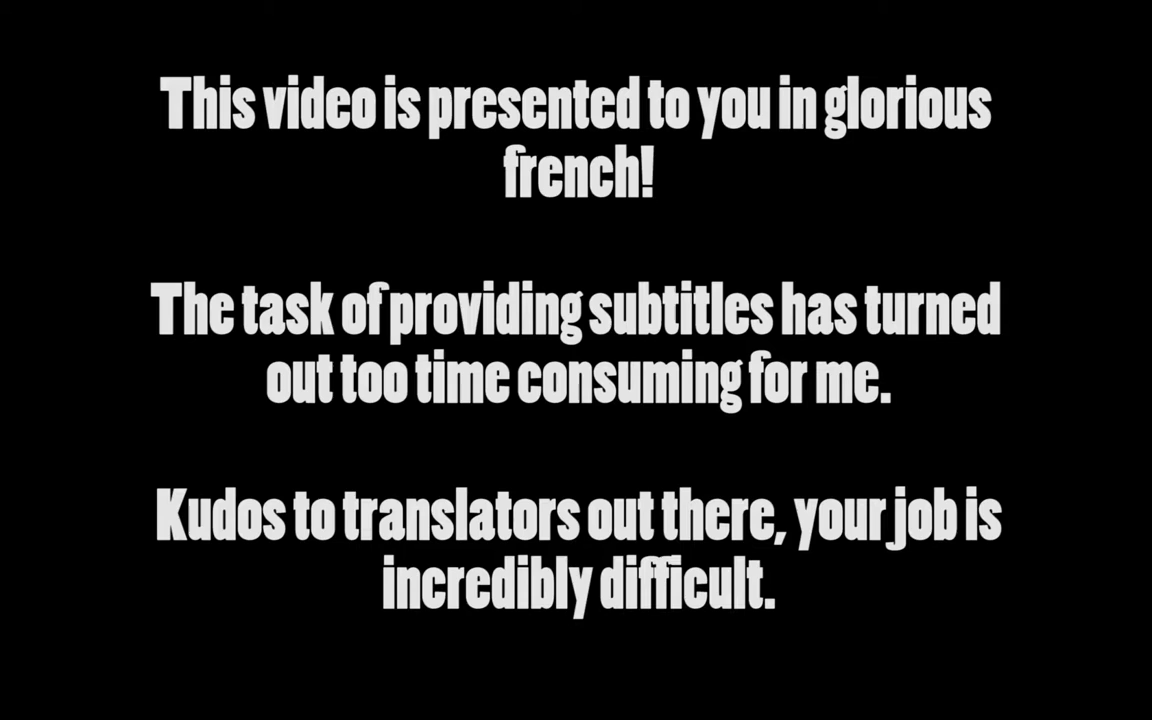 This video is presented to you in glorious
french!
The task of providing subtitles has turned
out too time consuming for me.
Kudos to translators out there, your job is
incredibly difficult.